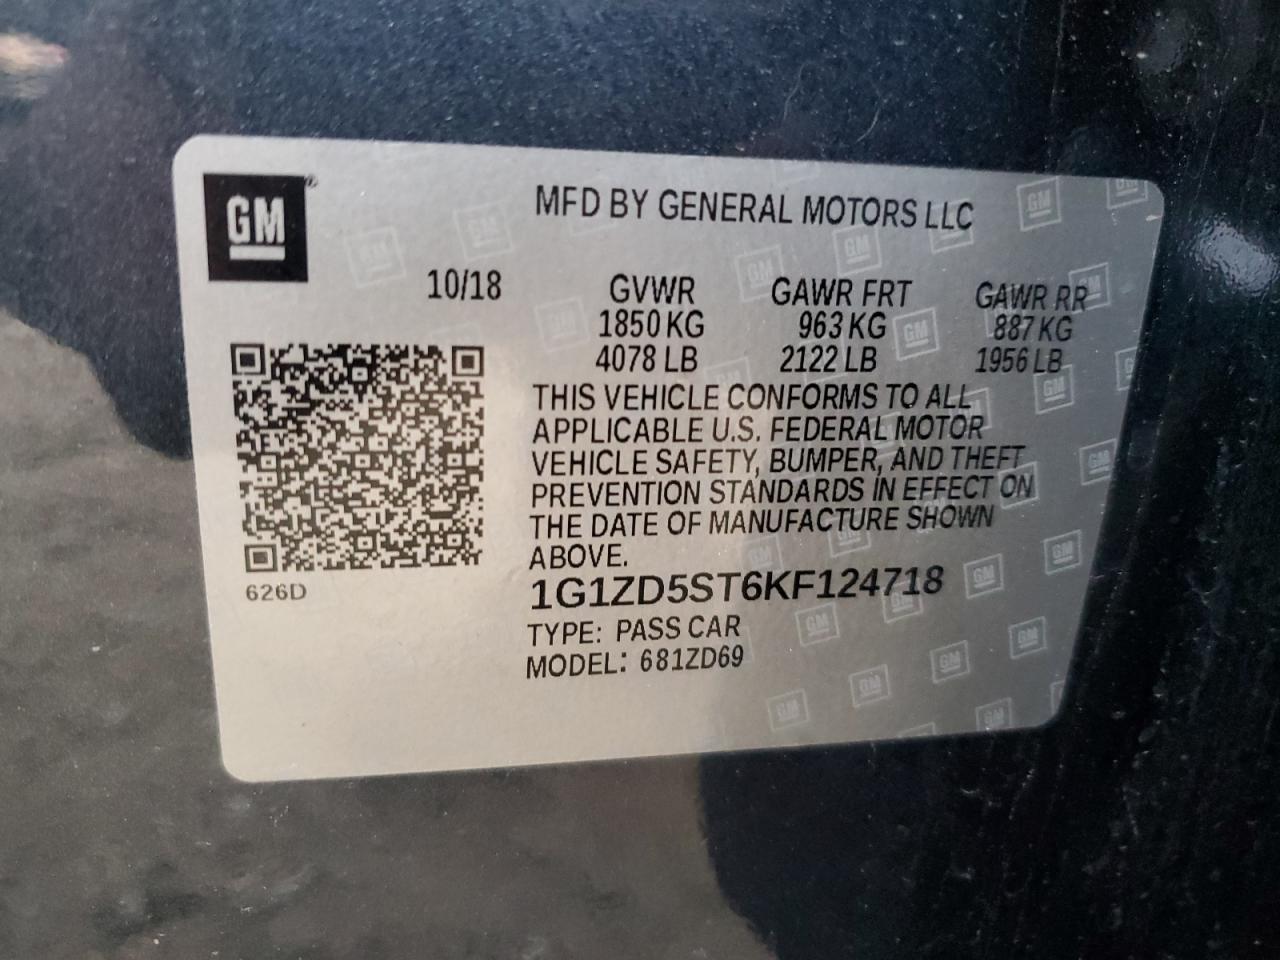 GM®
MFD BY GENERAL MOTORS LLC
10/18
GVWR GAWR FRT GAWR RR
1850 KG 963 KG 887 KG
4078 LB 2122 LB 1956 LB
THIS VEHICLE CONFORMS TO ALL
APPLICABLE U.S. FEDERAL MOTOR
VEHICLE SAFETY, BUMPER, AND THEFT
PREVENTION STANDARDS IN EFFECT ON
THE DATE OF MANUFACTURE SHOWN
ABOVE.
626D
1G1ZD5ST6KF124718
TYPE: PASS CAR
MODEL: 681ZD69